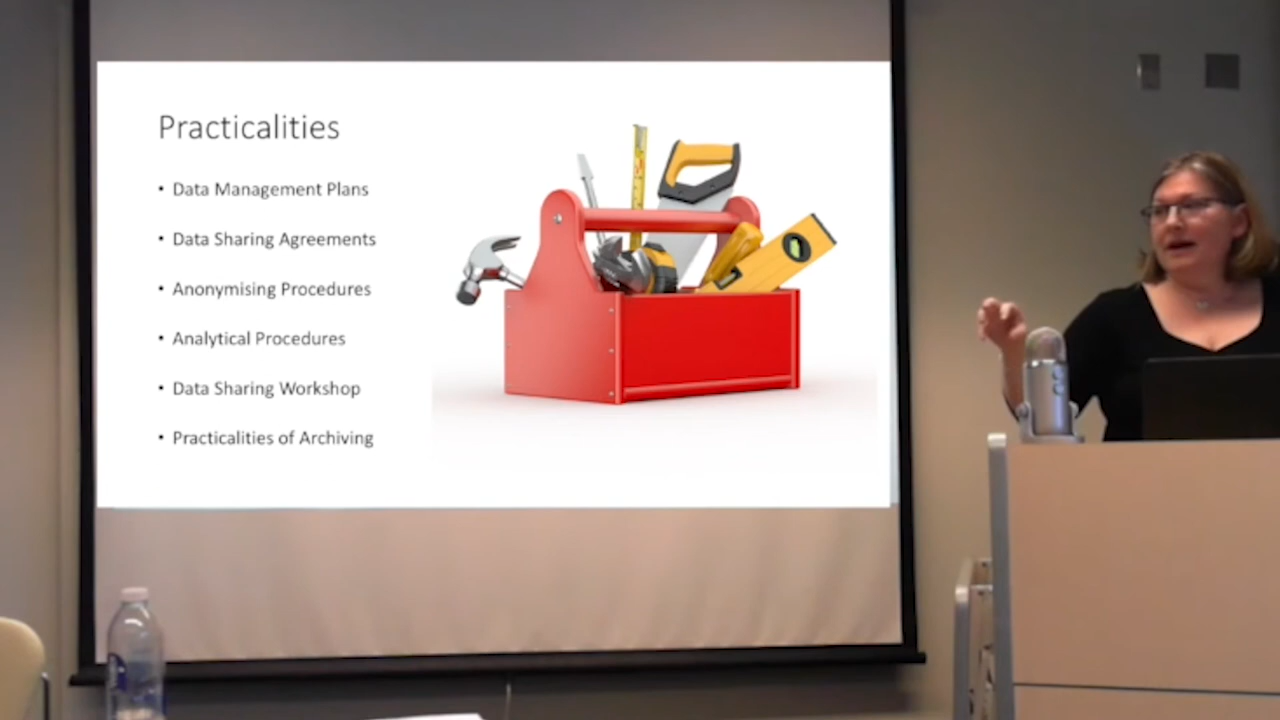 Practicalities
• Data Management Plans
• Data Sharing Agreements
• Anonymising Procedures
• Analytical Procedures
• Data Sharing Workshop
• Practicalities of Archiving